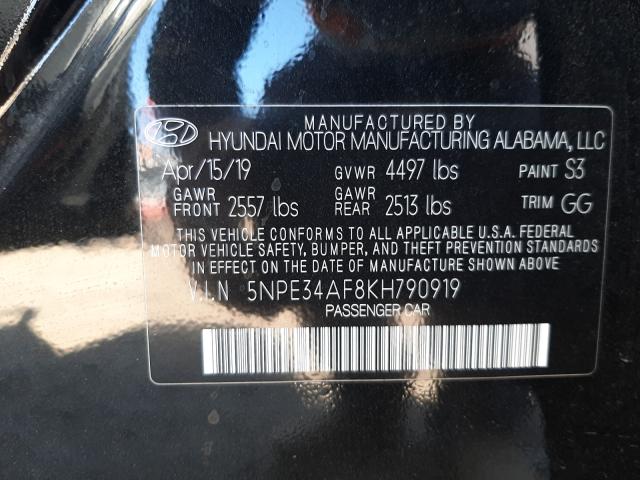 MANUFACTURED BY
HYUNDAI MOTOR MANUFACTURING ALABAMA, LLC
Apr/15/19 GVWR 4497 lbs PAINT S3
GAWR FRONT 2557 lbs GAWR REAR 2513 lbs TRIM GG
THIS VEHICLE CONFORMS TO ALL APPLICABLE U.S.A. FEDERAL
MOTOR VEHICLE SAFETY, BUMPER, AND THEFT PREVENTION STANDARDS
IN EFFECT ON THE DATE OF MANUFACTURE SHOWN ABOVE
V.I.N 5NPE34AF8KH790919
PASSENGER CAR